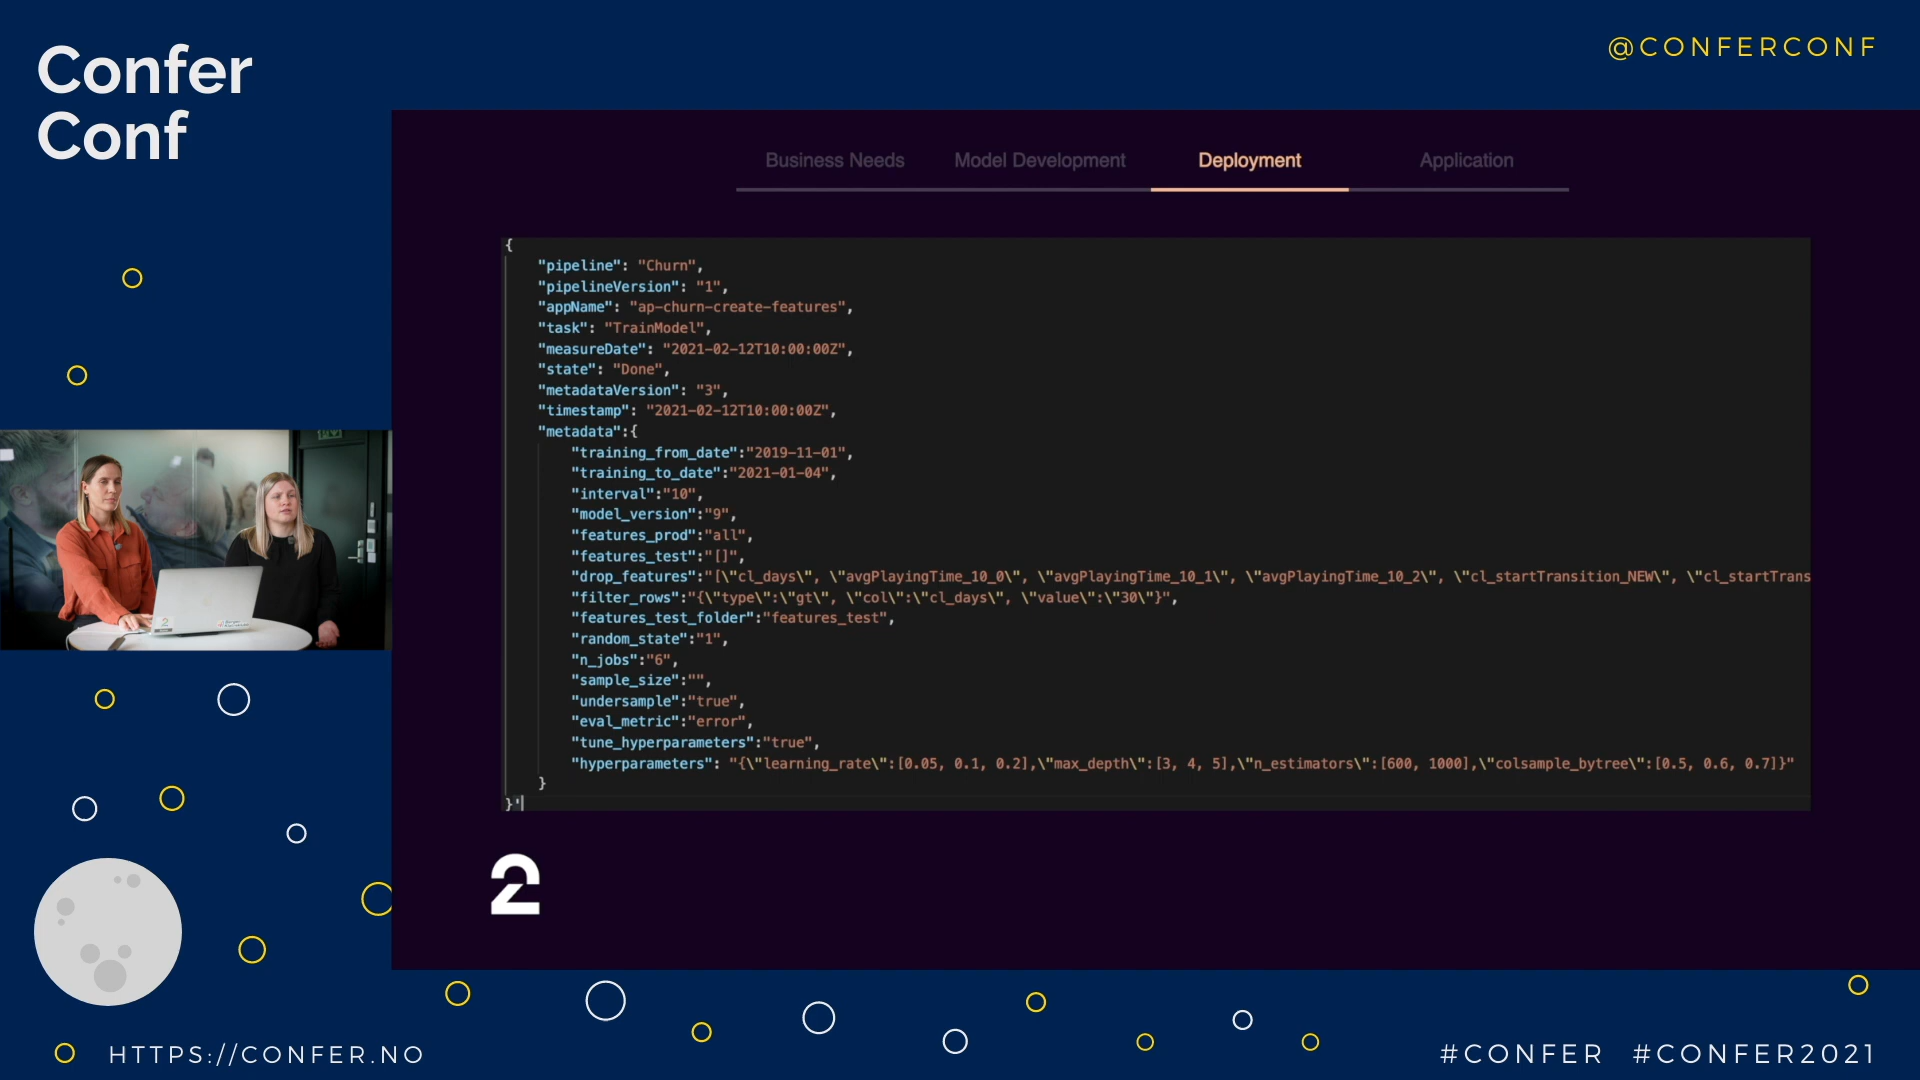 Confer
Conf
@CONFERCONF
Business Needs Model Development Deployment Application
{
"pipeline": "Churn",
"pipelineVersion": "1",
"appName": "ap-churn-create-features",
"task": "TrainModel",
"measureDate": "2021-02-12T10:00:00Z",
"state": "Done",
"metadataVersion": "3",
"timestamp": "2021-02-12T10:00:00Z",
"metadata":{
"training_from_date":"2019-11-01",
"training_to_date":"2021-01-04",
"interval":"10",
"model_version":"9",
"features_prod":"all",
"features_test":"[]",
"drop_features":"[\"cl_days\", \"avgPlayingTime_10_0\", \"avgPlayingTime_10_1\", \"avgPlayingTime_10_2\", \"cl_startTransition_NEW\", \"cl_startTrans
"filter_rows":"{\"type\":\"gt\", \"col\":\"cl_days\", \"value\":\"30\"}",
"features_test_folder":"features_test",
"random_state":"1",
"n_jobs":"6",
"sample_size":"",
"undersample":"true",
"eval_metric":"error",
"tune_hyperparameters":"true",
"hyperparameters": "{\"learning_rate\":[0.05, 0.1, 0.2],\"max_depth\":[3, 4, 5],\"n_estimators\":[600, 1000],\"colsample_bytree\":[0.5, 0.6, 0.7]}"
}
}'
2
2
HTTPS://CONFER.NO
#CONFER #CONFER2021